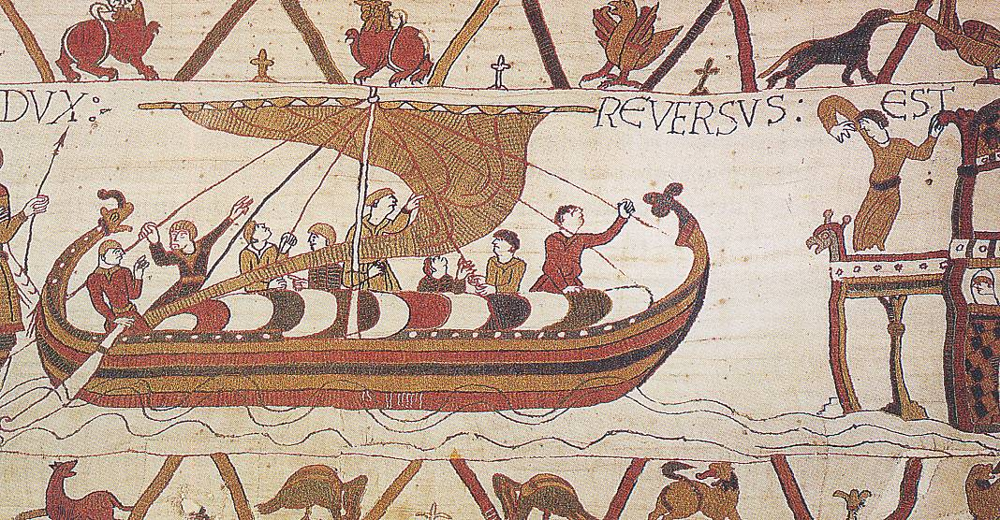 DVX : REVERSVS : EST